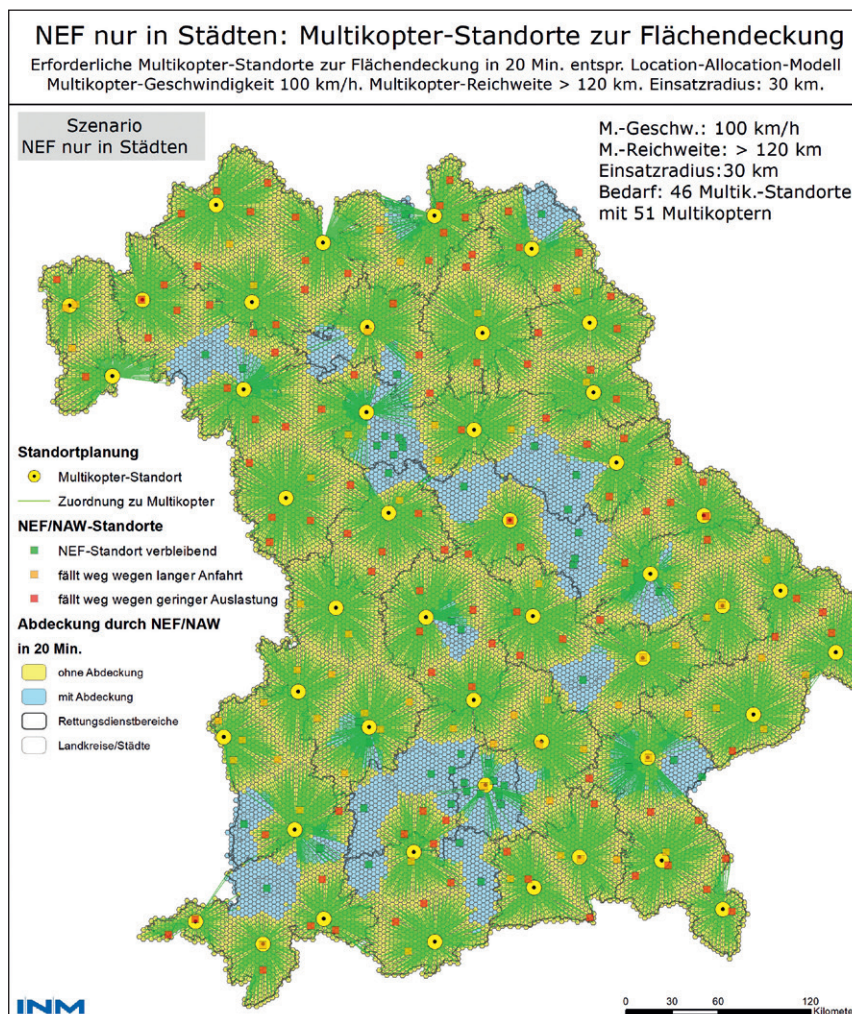 NEF nur in Städten: Multikopter-Standorte zur Flächendeckung
Erforderliche Multikopter-Standorte zur Flächendeckung in 20 Min. entspr. Location-Allocation-Modell
Multikopter-Geschwindigkeit 100 km/h. Multikopter-Reichweite > 120 km. Einsatzradius: 30 km.
Szenario
NEF nur in Städten
M.-Geschw.: 100 km/h
M.-Reichweite: > 120 km
Einsatzradius:30 km
Bedarf: 46 Multik.-Standorte
mit 51 Multikoptern
Standortplanung
Multikopter-Standort
Zuordnung zu Multikopter
NEF/NAW-Standorte
NEF-Standort verbleibend
fällt weg wegen langer Anfahrt
fällt weg wegen geringer Auslastung
Abdeckung durch NEF/NAW
in 20 Min.
ohne Abdeckung
mit Abdeckung
Rettungsdienstbereiche
Landkreise/Städte
INM
0 30 60 120
Kilomete